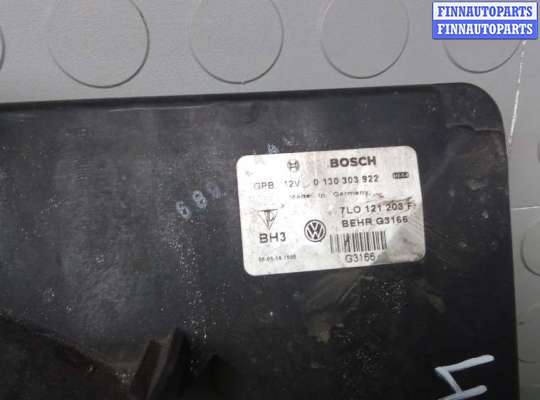 FINNAUTOPARTS
FINNAUTOPARTS
BOSCH
GPB 12V 0 130 303 922
Made in Germany
7L0 121 203 F
BH3
BEHR G3166
G3166